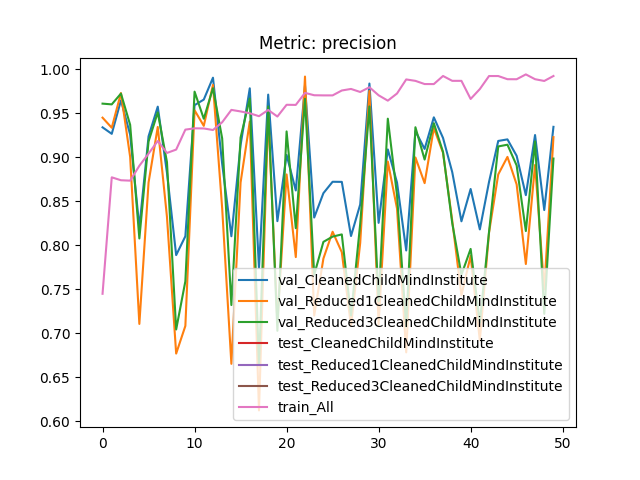 Metric: precision
1.00
0.95
0.90
0.85
0.80
0.75
0.70
0.65
0.60
val_CleanedChildMindInstitute
val_Reduced1CleanedChildMindInstitute
val_Reduced3CleanedChildMindInstitute
test_CleanedChildMindInstitute
test_Reduced1CleanedChildMindInstitute
test_Reduced3CleanedChildMindInstitute
train_All
0 10 20 30 40 50